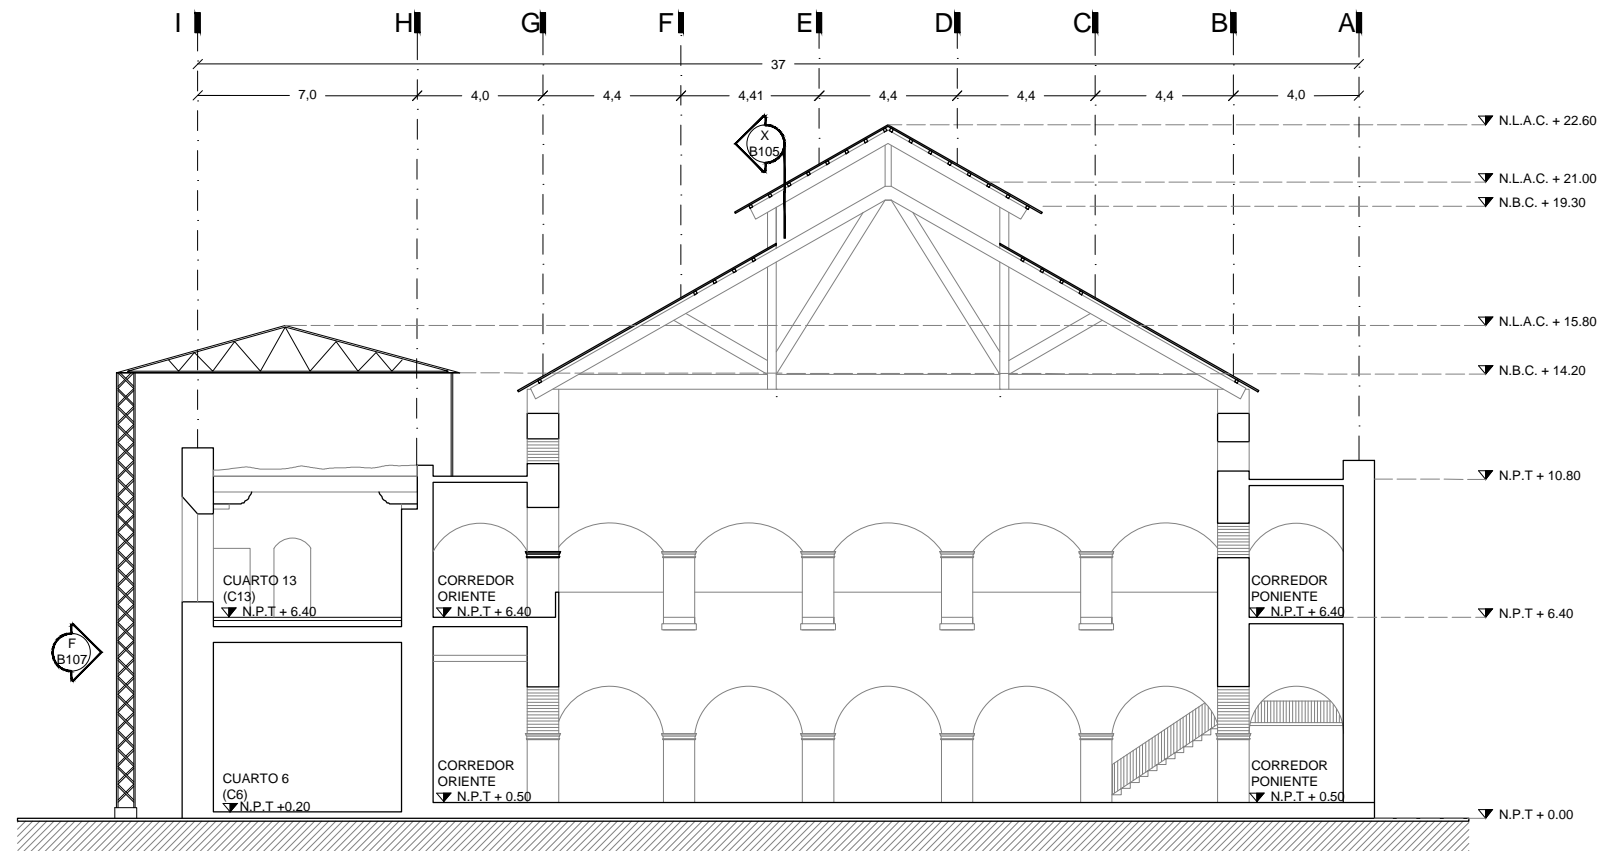 I H G F E D C B A
37
7,0 4,0 4,4 4,41 4,4 4,4 4,4 4,0
N.L.A.C. + 22.60
X
B105
N.L.A.C. + 21.00
N.B.C. + 19.30
N.L.A.C. + 15.80
N.B.C. + 14.20
N.P.T + 10.80
CUARTO 13
(C13)
N.P.T + 6.40
CORREDOR
ORIENTE
N.P.T + 6.40
CORREDOR
PONIENTE
N.P.T + 6.40
N.P.T + 6.40
F
B107
CUARTO 6
(C6)
N.P.T +0.20
CORREDOR
ORIENTE
N.P.T + 0.50
CORREDOR
PONIENTE
N.P.T + 0.50
N.P.T + 0.00